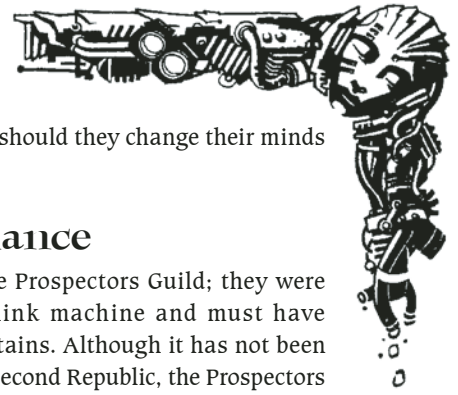 should they change their minds
ance
e Prospectors Guild; they were
ink machine and must have
tains. Although it has not been
econd Republic, the Prospectors